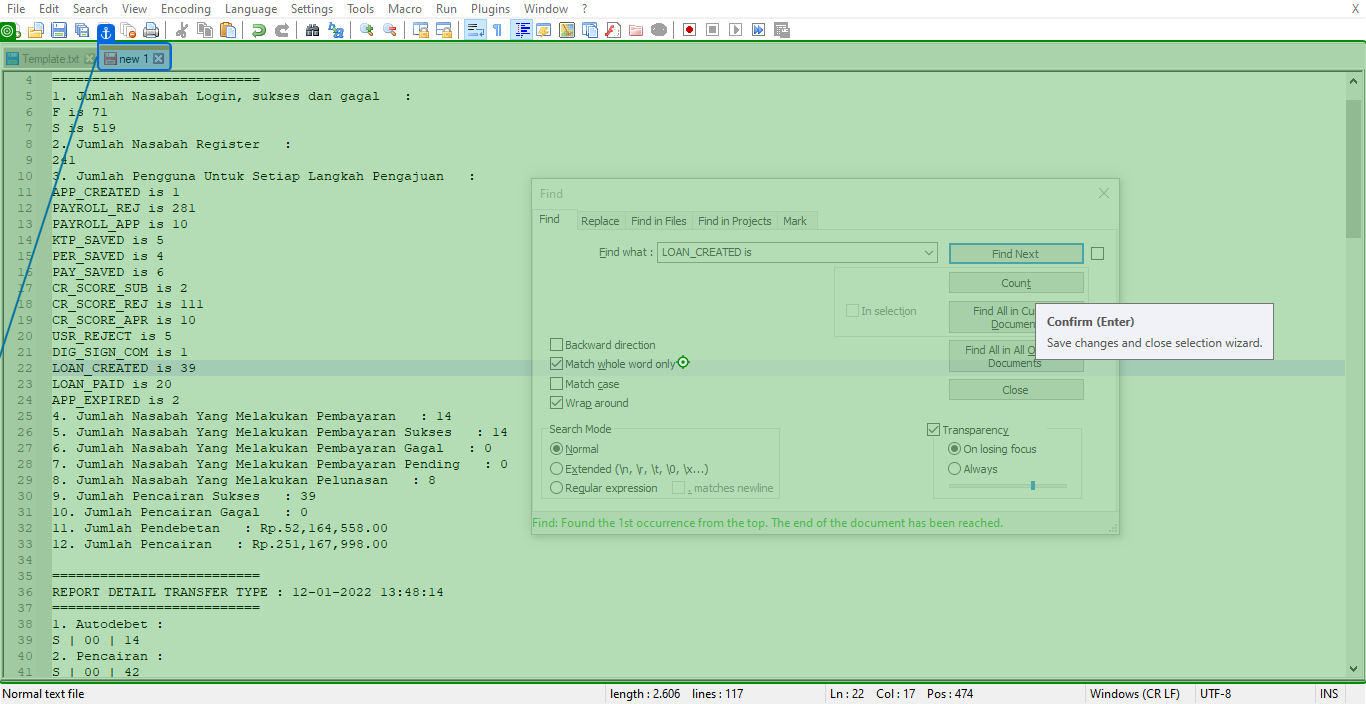 File Edit Search View Encoding Language Settings Tools Macro Run Plugins Window ? X
Template.txt new 1
4 ==========================
5 1. Jumlah Nasabah Login, sukses dan gagal :
6 F is 71
7 S is 519
8 2. Jumlah Nasabah Register :
9 241
10 3. Jumlah Pengguna Untuk Setiap Langkah Pengajuan :
11 APP_CREATED is 1
12 PAYROLL_REJ is 281
13 PAYROLL_APP is 10
14 KTP_SAVED is 5
15 PER_SAVED is 4
16 PAY_SAVED is 6
17 CR_SCORE_SUB is 2
18 CR_SCORE_REJ is 111
19 CR_SCORE_APR is 10
20 USR_REJECT is 5
21 DIG_SIGN_COM is 1
22 LOAN_CREATED is 39
23 LOAN_PAID is 20
24 APP_EXPIRED is 2
25 4. Jumlah Nasabah Yang Melakukan Pembayaran : 14
26 5. Jumlah Nasabah Yang Melakukan Pembayaran Sukses : 14
27 6. Jumlah Nasabah Yang Melakukan Pembayaran Gagal : 0
28 7. Jumlah Nasabah Yang Melakukan Pembayaran Pending : 0
29 8. Jumlah Nasabah Yang Melakukan Pelunasan : 8
30 9. Jumlah Pencairan Sukses : 39
31 10. Jumlah Pencairan Gagal : 0
32 11. Jumlah Pendebetan : Rp.52,164,558.00
33 12. Jumlah Pencairan : Rp.251,167,998.00
34
35 ==========================
36 REPORT DETAIL TRANSFER TYPE : 12-01-2022 13:48:14
37 ==========================
38 1. Autodebet :
39 S | 00 | 14
40 2. Pencairan :
41 S | 00 | 42
Find
Find Replace Find in Files Find in Projects Mark
Find what : LOAN_CREATED is
Find Next
Count
In selection
Find All in Cu
Documen
Find All in All O
Documents
Close
Confirm (Enter)
Save changes and close selection wizard.
Backward direction
Match whole word only
Match case
Wrap around
Search Mode
Normal
Extended (\n, \r, \t, \0, \x...)
Regular expression . matches newline
Transparency
On losing focus
Always
Find: Found the 1st occurrence from the top. The end of the document has been reached.
Normal text file length : 2.606 lines : 117 Ln : 22 Col : 17 Pos : 474 Windows (CR LF) UTF-8 INS